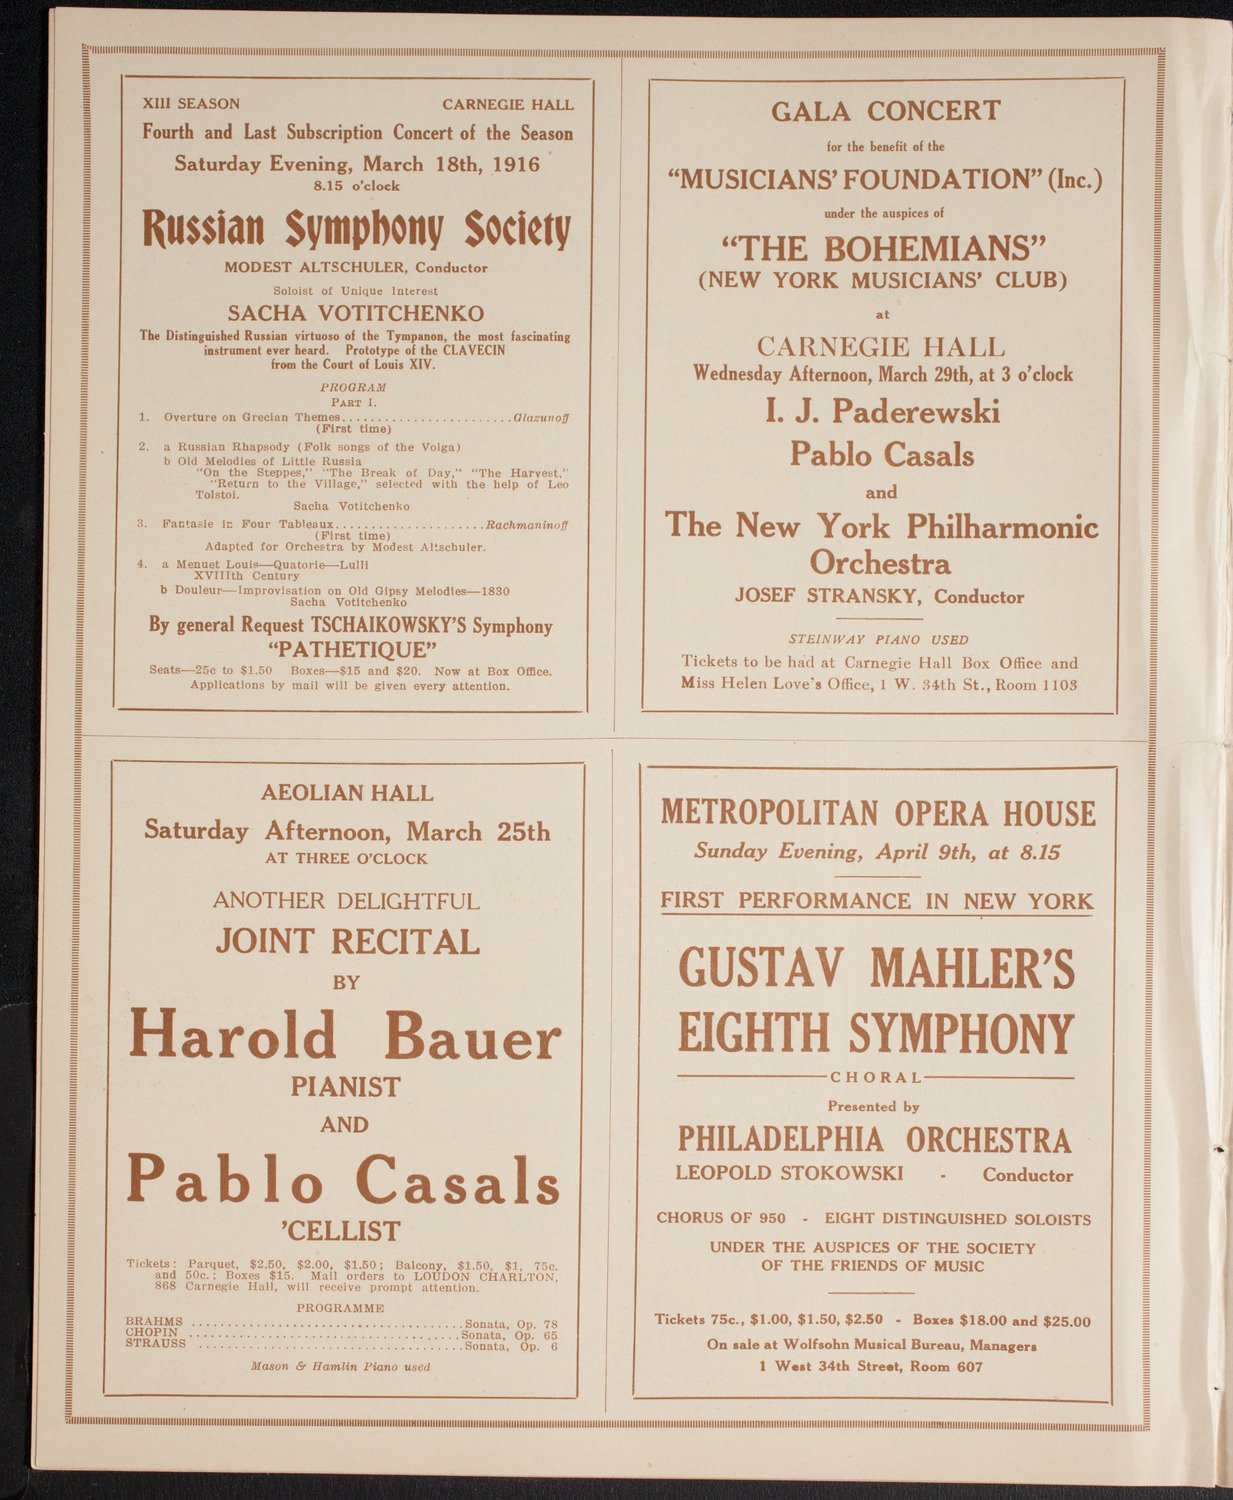 XIII SEASON CARNEGIE HALL
Fourth and Last Subscription Concert of the Season
Saturday Evening, March 18th, 1916
8.15 o'clock
Russian Symphony Society
MODEST ALTSCHULER, Conductor
Soloist of Unique Interest
SACHA VOTITCHENKO
The Distinguished Russian virtuoso of the Tympanon, the most fascinating
instrument ever heard. Prototype of the CLAVECIN
from the Court of Louis XIV.
PROGRAM
PART I.
1. Overture on Grecian Themes........................Glazunoff
(First time)
2. a Russian Rhapsody (Folk songs of the Volga)
b Old Melodies of Little Russia
"On the Steppes," "The Break of Day," "The Harvest,"
"Return to the Village," selected with the help of Leo
Tolstoi.
Sacha Votitchenko
3. Fantasie in Four Tableaux.....................Rachmaninoff
(First time)
Adapted for Orchestra by Modest Altschuler.
4. a Menuet Louis—Quatorie—Lulli
XVIIIth Century
b Douleur—Improvisation on Old Gipsy Melodies—1830
Sacha Votitchenko
By general Request TSCHAIKOWSKY'S Symphony
"PATHETIQUE"
Seats—25c to $1.50 Boxes—$15 and $20. Now at Box Office.
Applications by mail will be given every attention.
GALA CONCERT
for the benefit of the
"MUSICIANS' FOUNDATION" (Inc.)
under the auspices of
"THE BOHEMIANS"
(NEW YORK MUSICIANS' CLUB)
at
CARNEGIE HALL
Wednesday Afternoon, March 29th, at 3 o'clock
I. J. Paderewski
Pablo Casals
and
The New York Philharmonic
Orchestra
JOSEF STRANSKY, Conductor
STEINWAY PIANO USED
Tickets to be had at Carnegie Hall Box Office and
Miss Helen Love's Office, 1 W. 34th St., Room 1103
AEOLIAN HALL
Saturday Afternoon, March 25th
AT THREE O'CLOCK
ANOTHER DELIGHTFUL
JOINT RECITAL
BY
Harold Bauer
PIANIST
AND
Pablo Casals
'CELLIST
Tickets: Parquet, $2.50, $2.00, $1.50; Balcony, $1.50, $1, 75c.
and 50c.; Boxes $15. Mail orders to LOUDON CHARLTON,
868 Carnegie Hall, will receive prompt attention.
PROGRAMME
BRAHMS ......................................Sonata, Op. 78
CHOPIN ......................................Sonata, Op. 65
STRAUSS .....................................Sonata, Op. 6
Mason & Hamlin Piano used
METROPOLITAN OPERA HOUSE
Sunday Evening, April 9th, at 8.15
FIRST PERFORMANCE IN NEW YORK
GUSTAV MAHLER'S
EIGHTH SYMPHONY
CHORAL
Presented by
PHILADELPHIA ORCHESTRA
LEOPOLD STOKOWSKI - Conductor
CHORUS OF 950 - EIGHT DISTINGUISHED SOLOISTS
UNDER THE AUSPICES OF THE SOCIETY
OF THE FRIENDS OF MUSIC
Tickets 75c., $1.00, $1.50, $2.50 - Boxes $18.00 and $25.00
On sale at Wolfsohn Musical Bureau, Managers
1 West 34th Street, Room 607